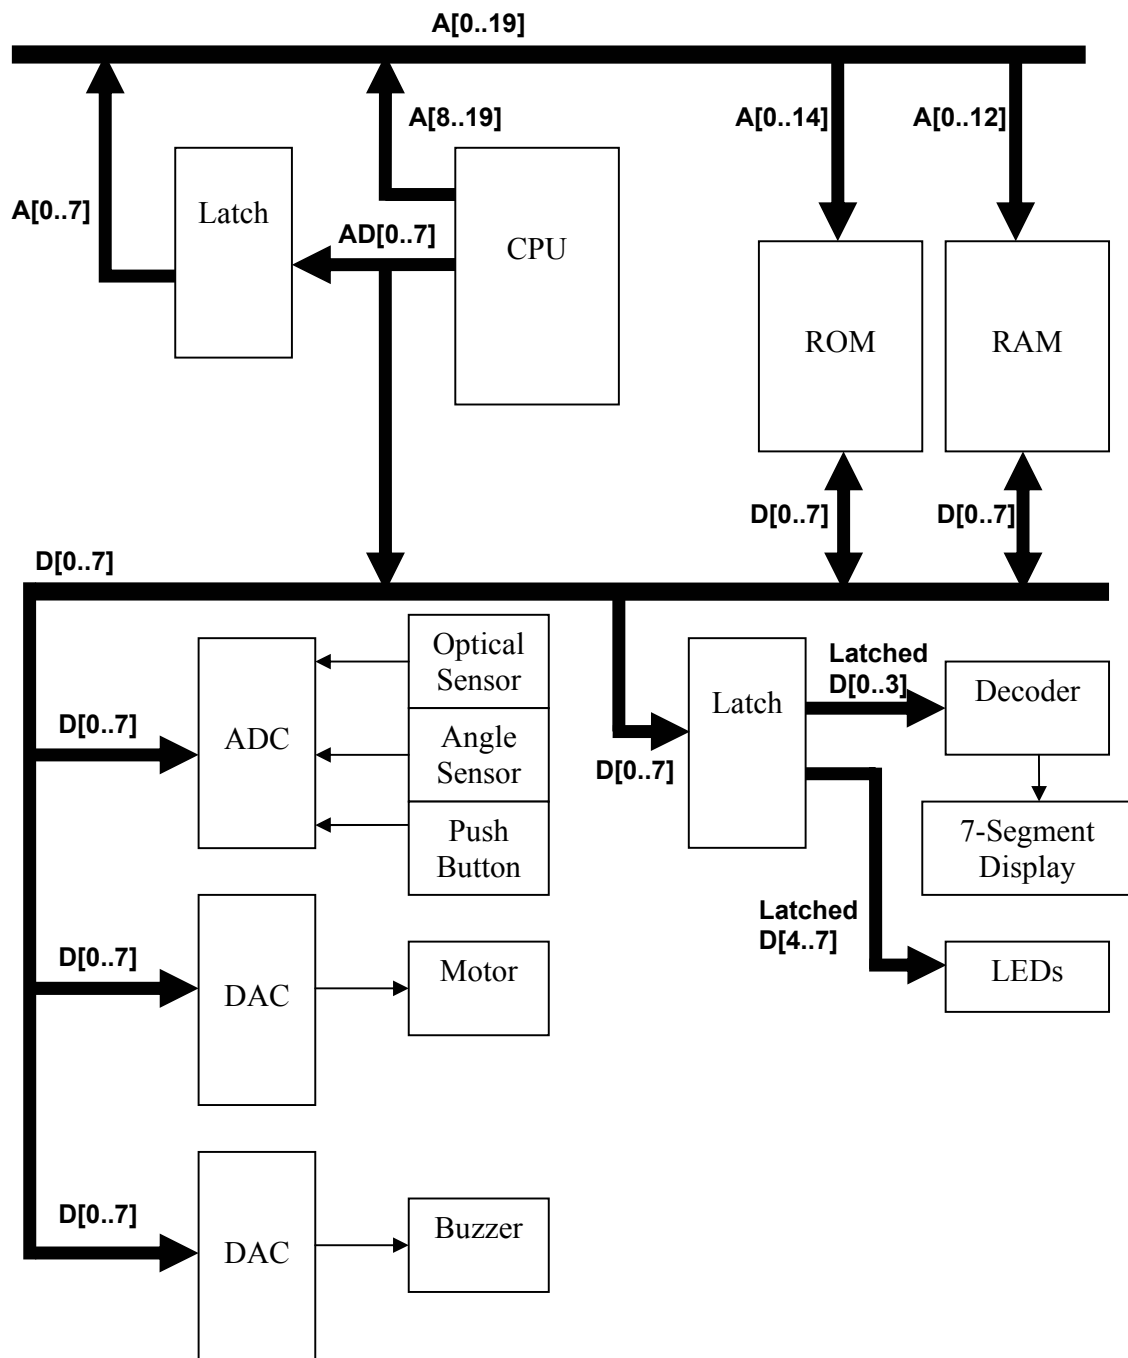 A[0..19]
A[8..19]
A[0..14]
A[0..12]
A[0..7]
Latch
AD[0..7]
CPU
ROM
RAM
D[0..7]
D[0..7]
D[0..7]
Optical
Sensor
Angle
Sensor
Push
Button
ADC
D[0..7]
Latch
D[0..7]
Latched
D[0..3]
Decoder
7-Segment
Display
Latched
D[4..7]
LEDs
D[0..7]
DAC
Motor
D[0..7]
DAC
Buzzer